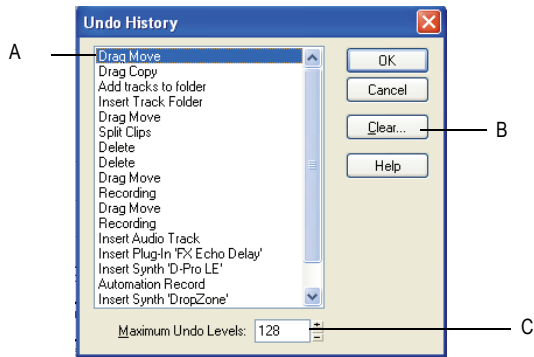 Undo History
A
Drag Move
Drag Copy
Add tracks to folder
Insert Track Folder
Drag Move
Split Clips
Delete
Delete
Drag Move
Recording
Drag Move
Recording
Insert Audio Track
Insert Plug-In 'FX Echo Delay'
Insert Synth 'D-Pro LE'
Automation Record
Insert Synth 'DropZone'
OK
Cancel
Clear...
B
Help
Maximum Undo Levels: 128
C